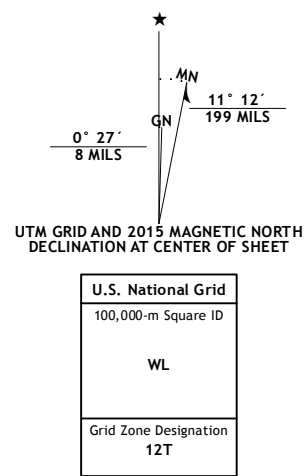 ★
MN
GN
11° 12´
199 MILS
0° 27´
8 MILS
UTM GRID AND 2015 MAGNETIC NORTH
DECLINATION AT CENTER OF SHEET
U.S. National Grid
100,000-m Square ID
WL
Grid Zone Designation
12T